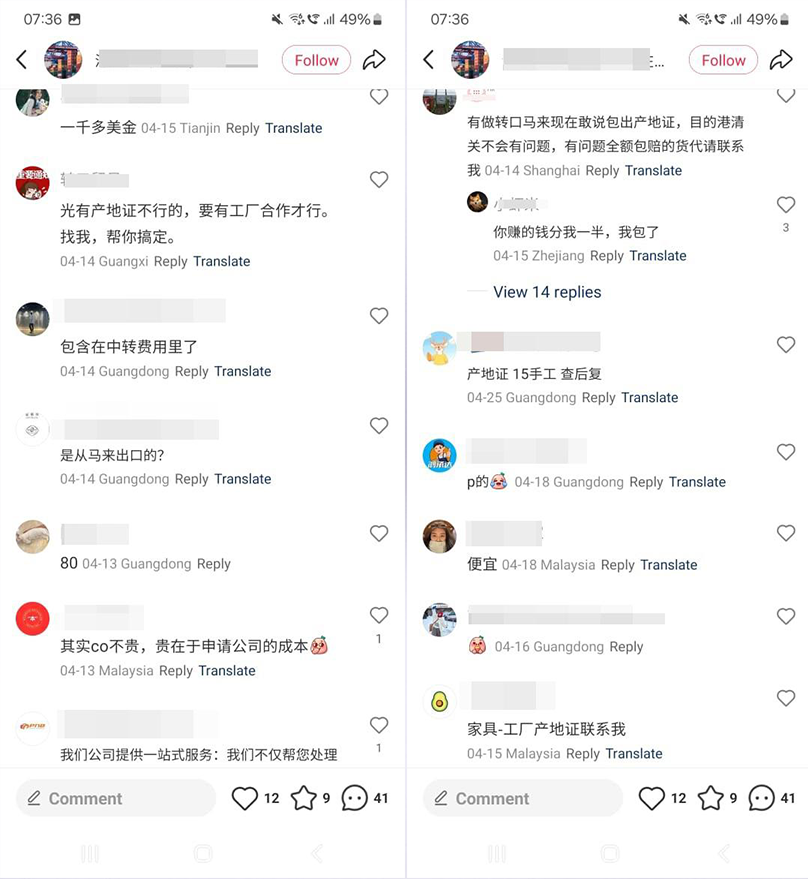 07:36
49%
Follow
一千多美金 04-15 Tianjin Reply Translate
光有产地证不行的，要有工厂合作才行。
找我，帮你搞定。
04-14 Guangxi Reply Translate
包含在中转费用里了
04-14 Guangdong Reply Translate
是从马来出口的?
04-14 Guangdong Reply Translate
80 04-13 Guangdong Reply
其实co不贵，贵在于申请公司的成本
1
04-13 Malaysia Reply Translate
1
我们公司提供一站式服务：我们不仅帮您处理
Comment
12
9
41
07:36
49%
...
Follow
有做转口马来现在敢说包出产地证，目的港清
关不会有问题，有问题全额包赔的货代请联系
我 04-14 Shanghai Reply Translate
你赚的钱分我一半，我包了
3
04-15 Zhejiang Reply Translate
View 14 replies
产地证 15手工 查后复
04-25 Guangdong Reply Translate
p的 04-18 Guangdong Reply Translate
便宜 04-18 Malaysia Reply Translate
04-16 Guangdong Reply
家具-工厂产地证联系我
04-15 Malaysia Reply Translate
Comment
12
9
41